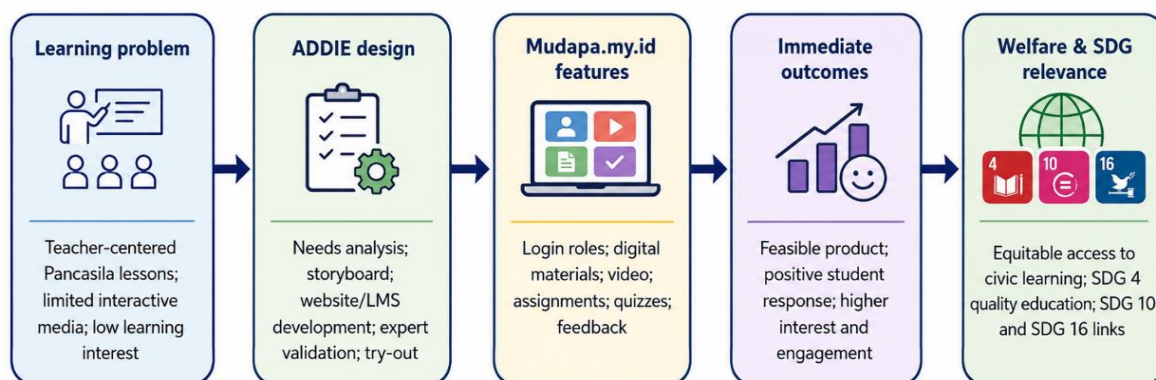 Learning problem
Teacher-centered
Pancasila lessons;
limited interactive
media; low learning
interest
ADDIE design
Needs analysis;
storyboard;
website/LMS
development; expert
validation; try-out
Mudapa.my.id
features
Login roles; digital
materials; video;
assignments; quizzes;
feedback
Immediate
outcomes
Feasible product;
positive student
response; higher
interest and
engagement
Welfare & SDG
relevance
4
10
16
Equitable access to
civic learning; SDG 4
quality education; SDG 10
and SDG 16 links